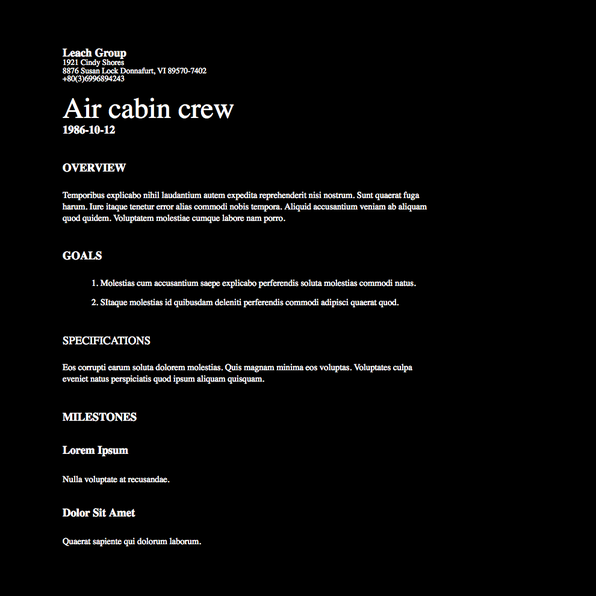 Leach Group
1921 Cindy Shores
8876 Susan Lock Donnafurt, VI 89570-7402
+80(3)6996894243
Air cabin crew
1986-10-12
OVERVIEW
Temporibus explicabo nihil laudantium autem expedita reprehenderit nisi nostrum. Sunt quaerat fuga
harum. Iure itaque tenetur error alias commodi nobis tempora. Aliquid accusantium veniam ab aliquam
quod quidem. Voluptatem molestiae cumque labore nam porro.
GOALS
1. Molestias cum accusantium saepe explicabo perferendis soluta molestias commodi natus.
2. SItaque molestias id quibusdam deleniti perferendis commodi adipisci quaerat quod.
SPECIFICATIONS
Eos corrupti earum soluta dolorem molestias. Quis magnam minima eos voluptas. Voluptates culpa
eveniet natus perspiciatis quod ipsum aliquam quisquam.
MILESTONES
Lorem Ipsum
Nulla voluptate at recusandae.
Dolor Sit Amet
Quaerat sapiente qui dolorum laborum.